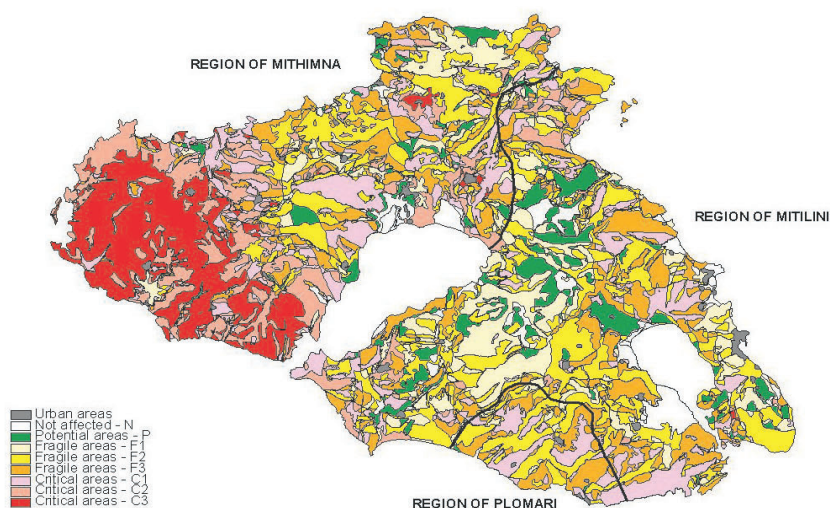 REGION OF MITHIMNA
REGION OF MITILINI
Urban areas
Not affected - N
Potential areas - P
Fragile areas - F1
Fragile areas - F2
Fragile areas - F3
Critical areas - C1
Critical areas - C2
Critical areas - C3
REGION OF PLOMARI